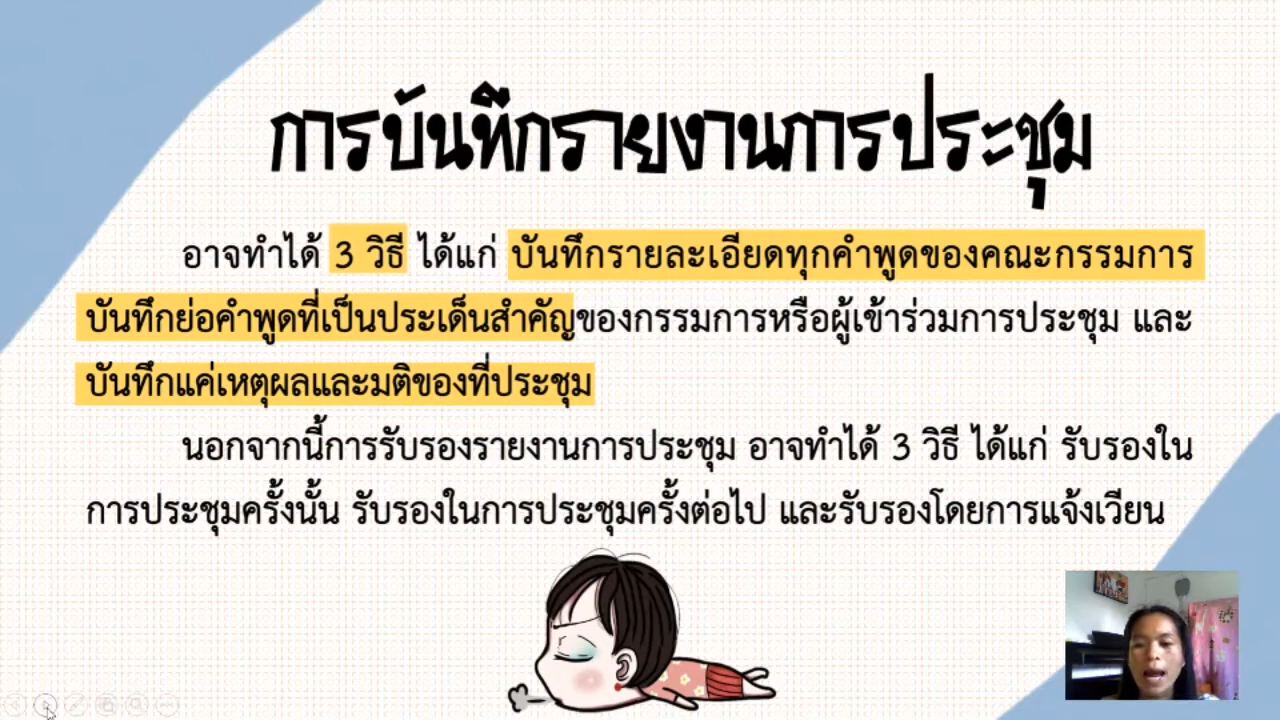 การบันทึกรายงานการประชุม
อาจทำได้ 3 วิธี ได้แก่ บันทึกรายละเอียดทุกคำพูดของคณะกรรมการ
บันทึกย่อคำพูดที่เป็นประเด็นสำคัญของกรรมการหรือผู้เข้าร่วมการประชุม และ
บันทึกแค่เหตุผลและมติของที่ประชุม
นอกจากนี้การรับรองรายงานการประชุม อาจทำได้ 3 วิธี ได้แก่ รับรองใน
การประชุมครั้งนั้น รับรองในการประชุมครั้งต่อไป และรับรองโดยการแจ้งเวียน